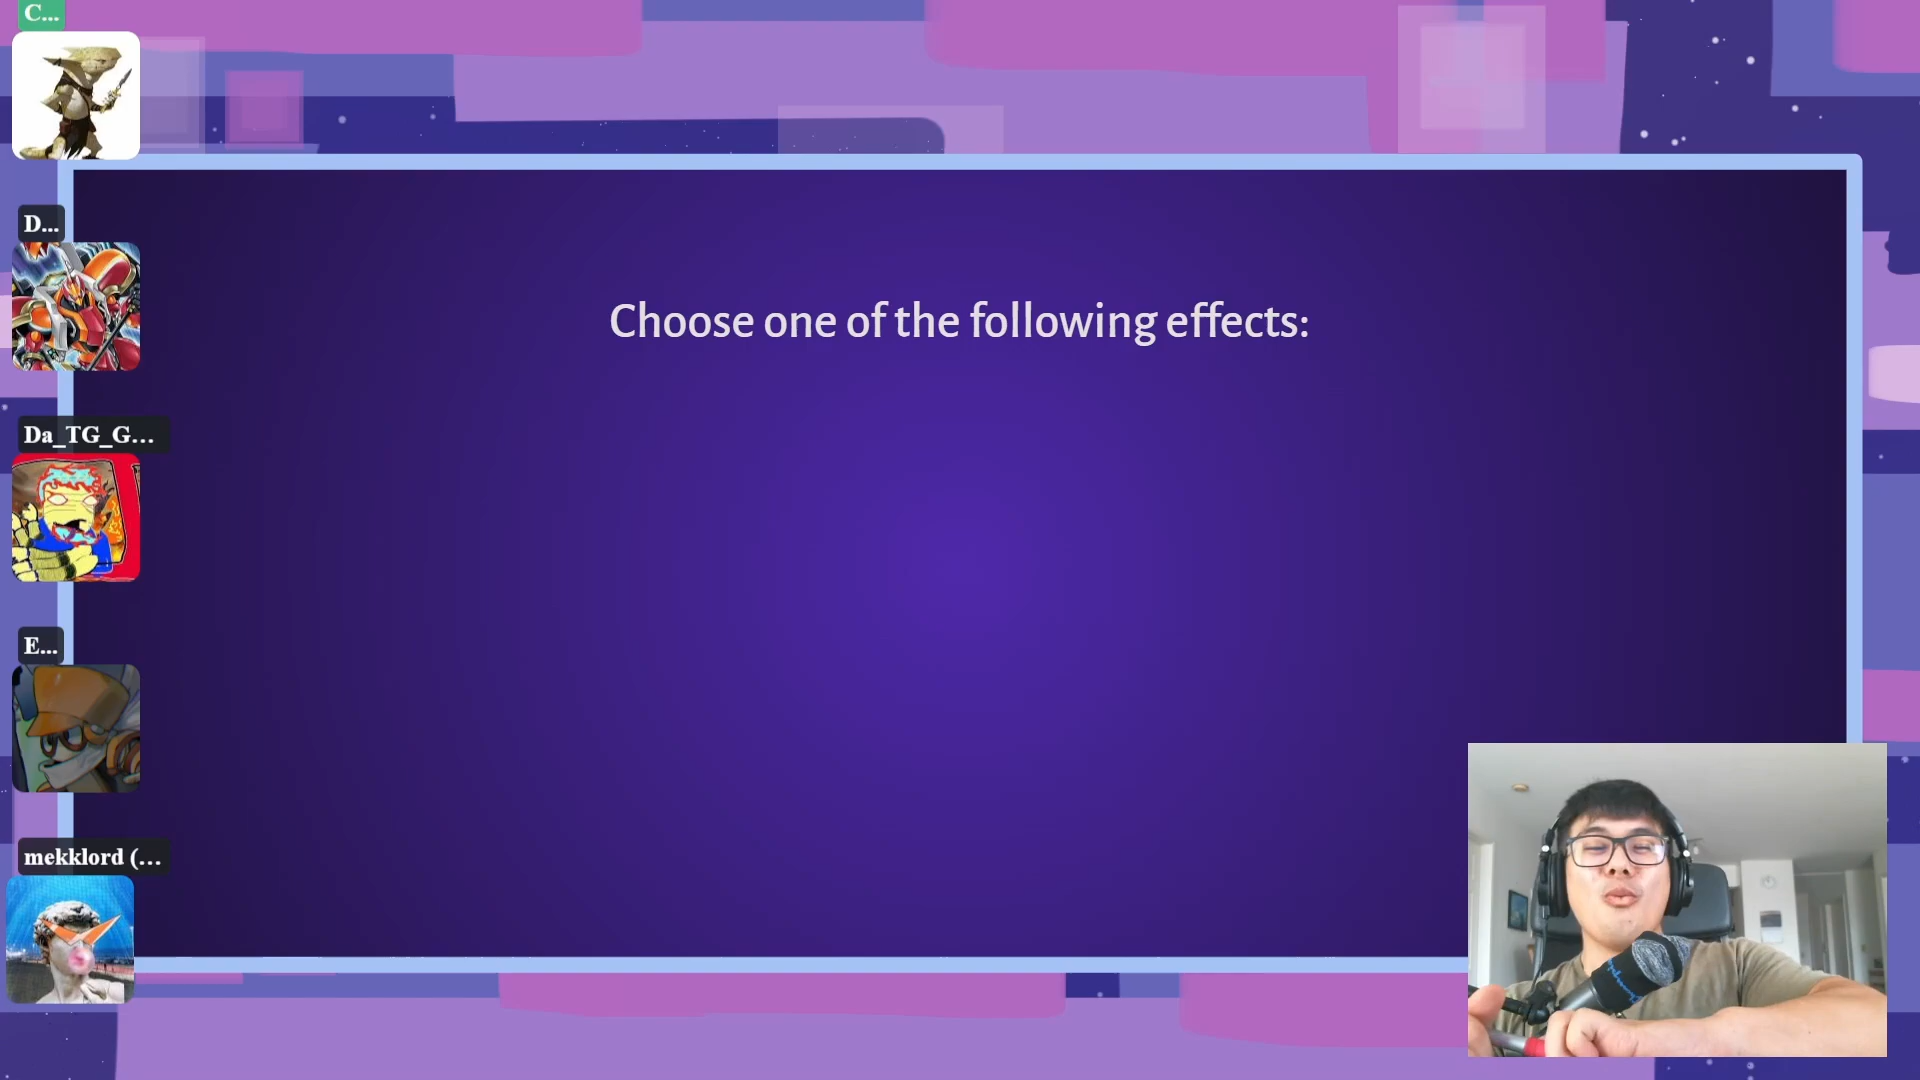 C...
D...
Choose one of the following effects:
Da_TG_G...
E...
mekklord (...